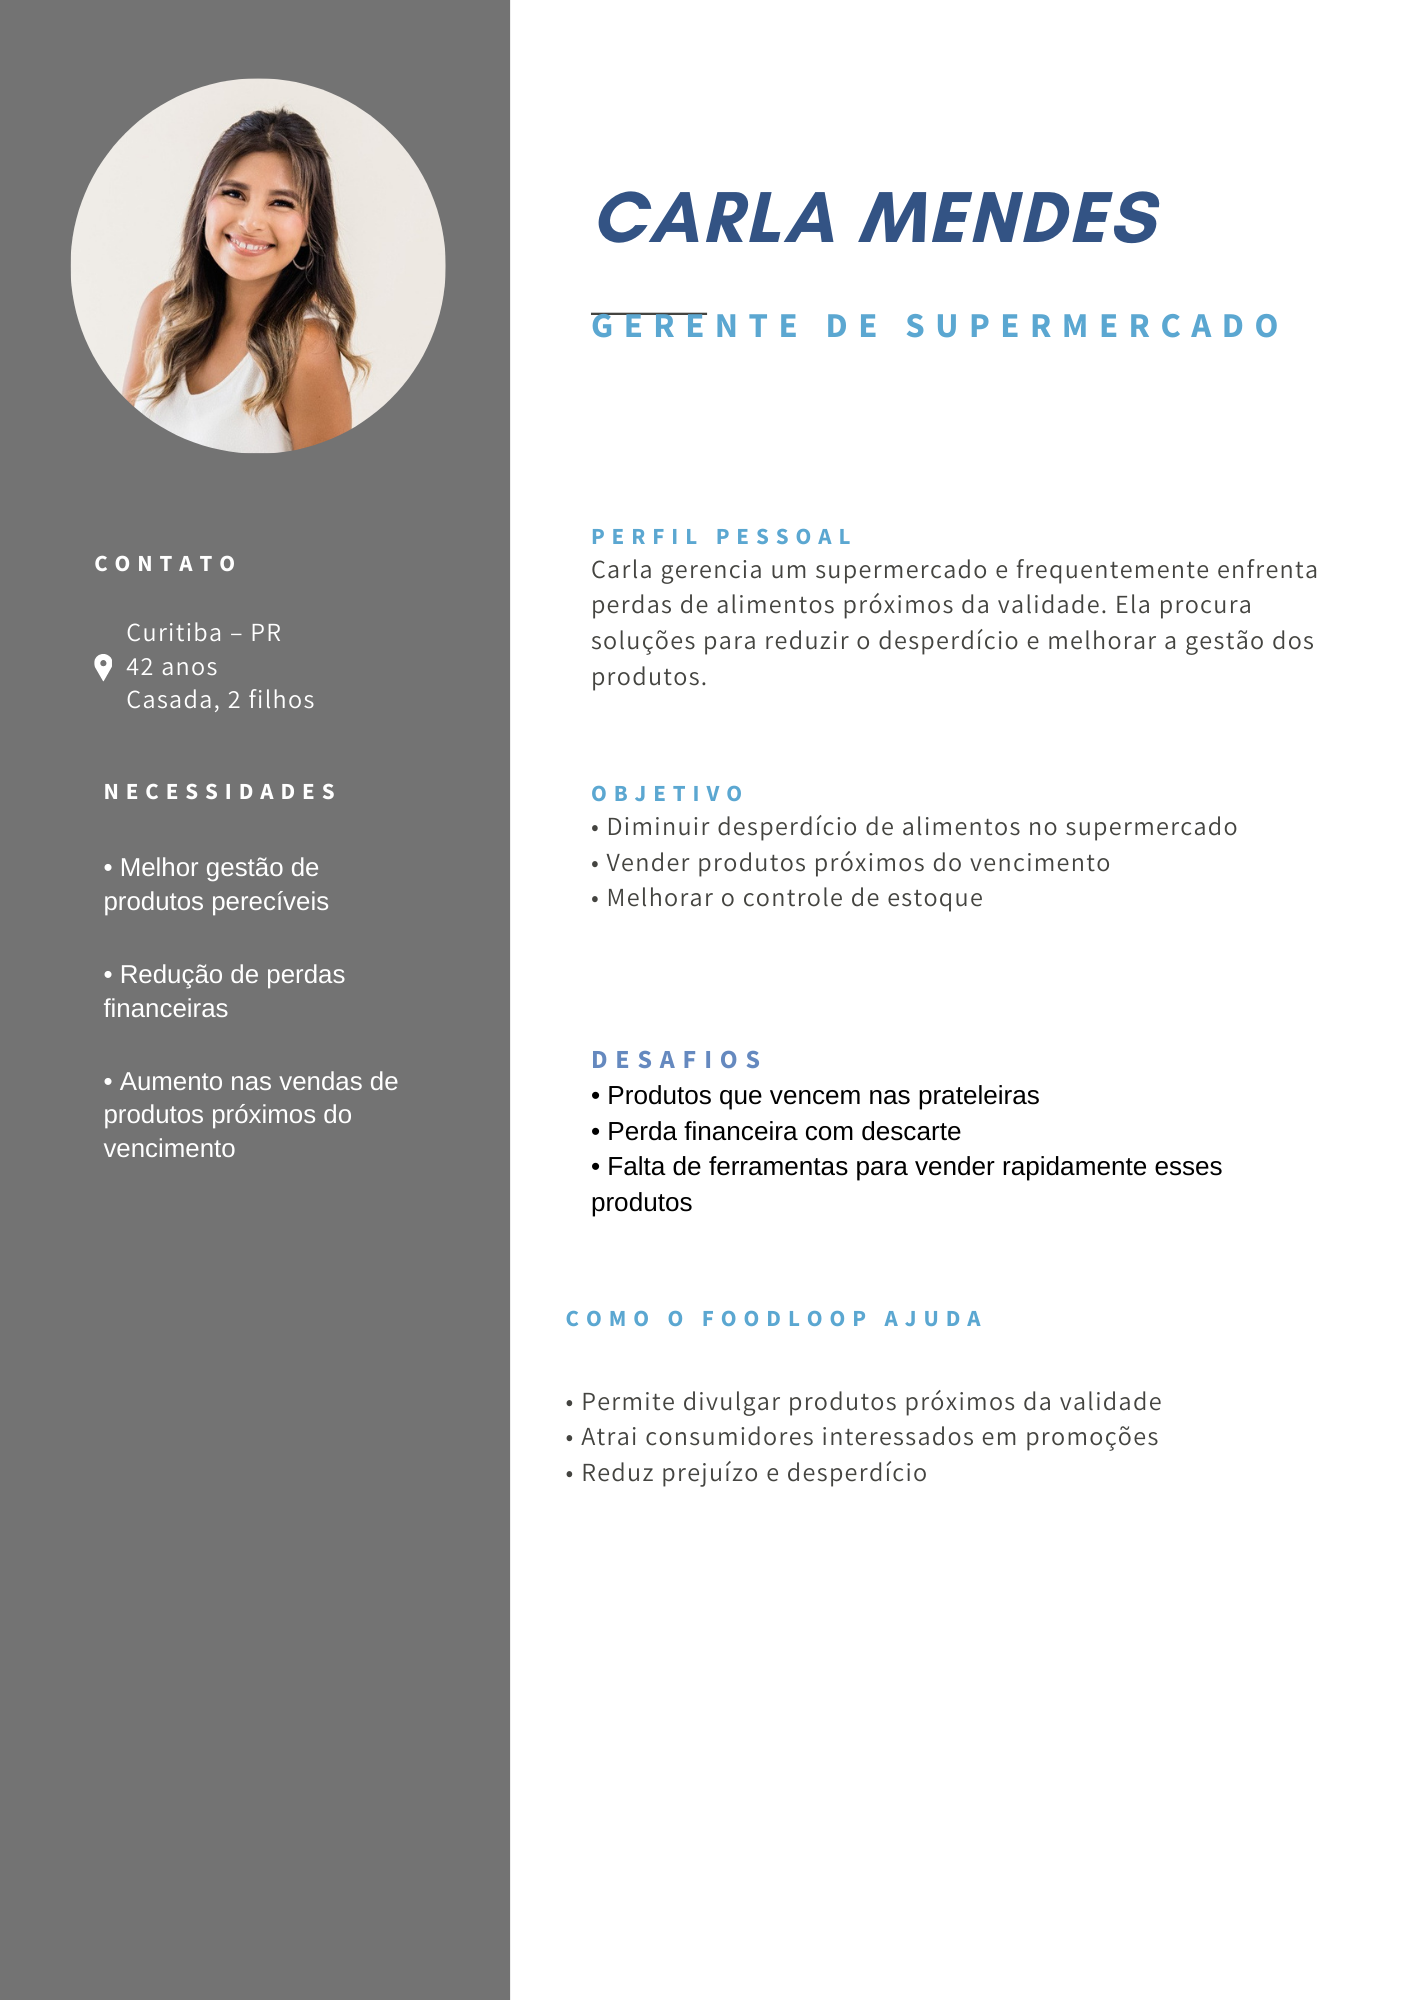 CARLA MENDES
GERENTE DE SUPERMERCADO
CONTATO
Curitiba – PR
42 anos
Casada, 2 filhos
NECESSIDADES
• Melhor gestão de
produtos perecíveis
• Redução de perdas
financeiras
• Aumento nas vendas de
produtos próximos do
vencimento
PERFIL PESSOAL
Carla gerencia um supermercado e frequentemente enfrenta
perdas de alimentos próximos da validade. Ela procura
soluções para reduzir o desperdício e melhorar a gestão dos
produtos.
OBJETIVO
• Diminuir desperdício de alimentos no supermercado
• Vender produtos próximos do vencimento
• Melhorar o controle de estoque
DESAFIOS
• Produtos que vencem nas prateleiras
• Perda financeira com descarte
• Falta de ferramentas para vender rapidamente esses
produtos
COMO O FOODLOOP AJUDA
• Permite divulgar produtos próximos da validade
• Atrai consumidores interessados em promoções
• Reduz prejuízo e desperdício